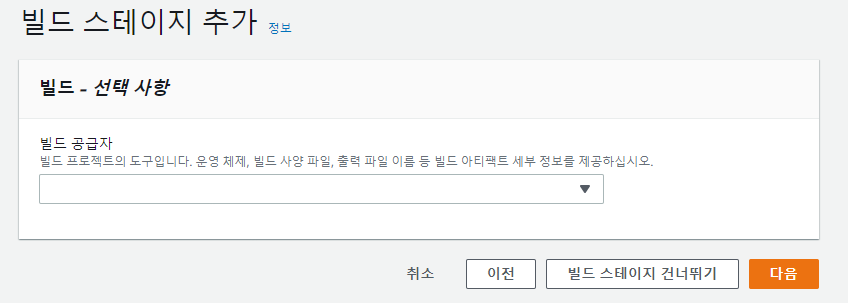 빌드 스테이지 추가 정보
빌드 - 선택 사항
빌드 공급자
빌드 프로젝트의 도구입니다. 운영 체제, 빌드 사양 파일, 출력 파일 이름 등 빌드 아티팩트 세부 정보를 제공하십시오.
취소 이전 빌드 스테이지 건너뛰기 다음